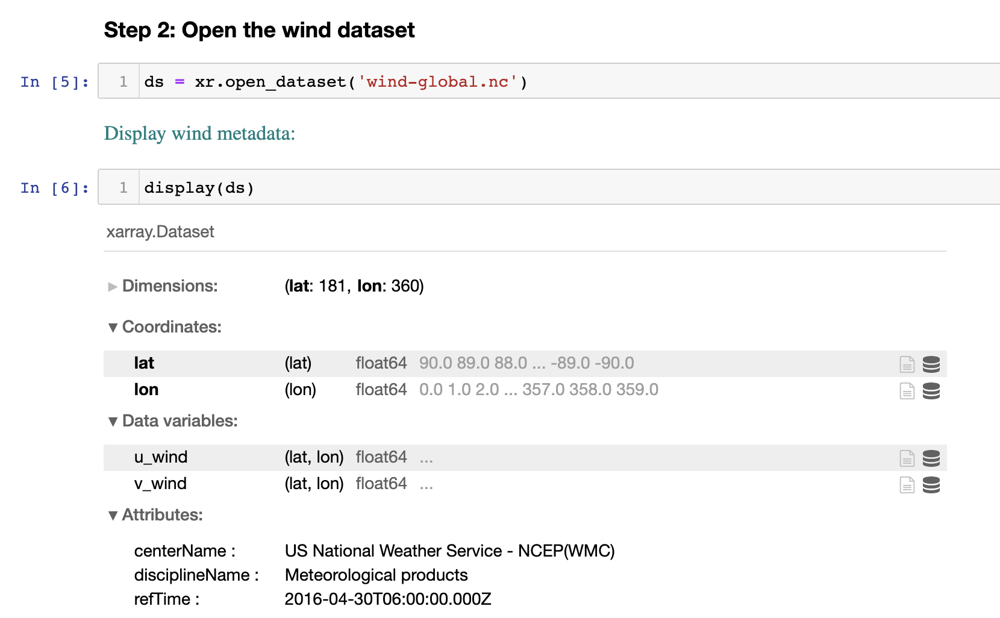 Step 2: Open the wind dataset
In [5]: 1 ds = xr.open_dataset('wind-global.nc')
Display wind metadata:
In [6]: 1 display(ds)
xarray.Dataset
► Dimensions: (lat: 181, lon: 360)
▼ Coordinates:
lat (lat) float64 90.0 89.0 88.0 ... -89.0 -90.0
lon (lon) float64 0.0 1.0 2.0 ... 357.0 358.0 359.0
▼ Data variables:
u_wind (lat, lon) float64 ...
v_wind (lat, lon) float64 ...
▼ Attributes:
centerName : US National Weather Service - NCEP(WMC)
disciplineName : Meteorological products
refTime : 2016-04-30T06:00:00.000Z